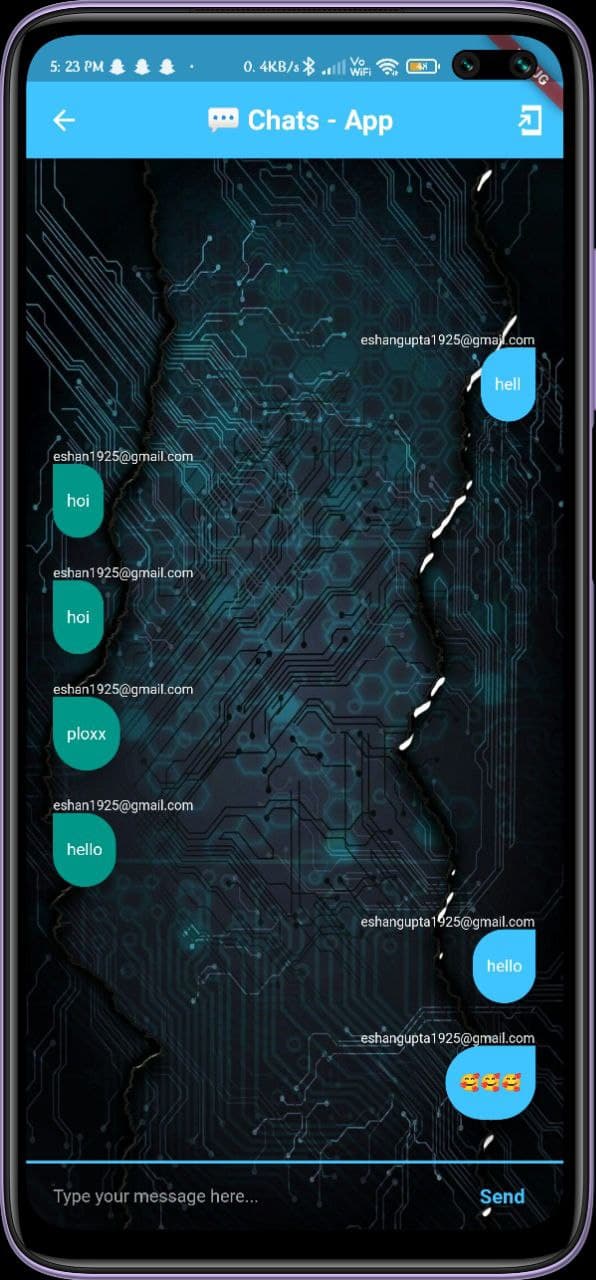 5: 23 PM
0. 4KB/s
Vo
WiFi
💬 Chats - App
eshangupta1925@gmail.com
hell
eshan1925@gmail.com
hoi
eshan1925@gmail.com
hoi
eshan1925@gmail.com
ploxx
eshan1925@gmail.com
hello
eshangupta1925@gmail.com
hello
eshangupta1925@gmail.com
🥰🥰🥰
Type your message here...
Send